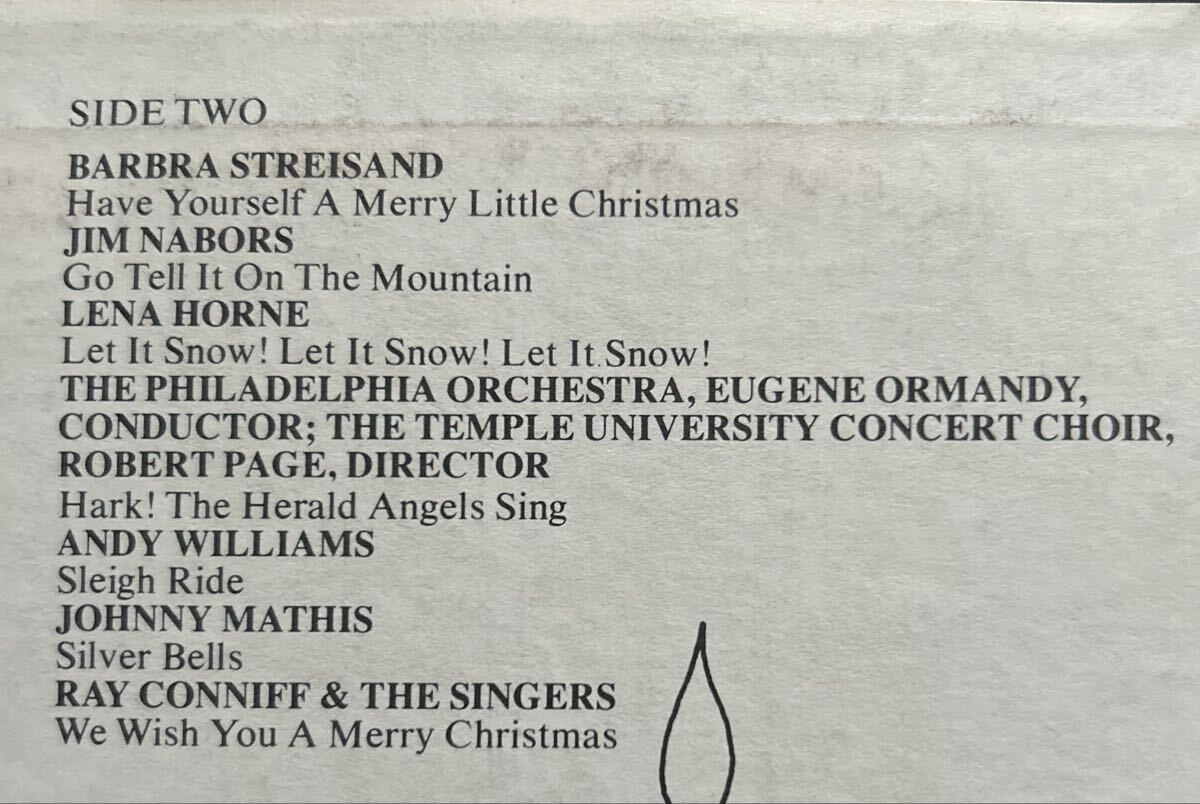 SIDE TWO
BARBRA STREISAND
Have Yourself A Merry Little Christmas
JIM NABORS
Go Tell It On The Mountain
LENA HORNE
Let It Snow! Let It Snow! Let It Snow!
THE PHILADELPHIA ORCHESTRA, EUGENE ORMANDY,
CONDUCTOR; THE TEMPLE UNIVERSITY CONCERT CHOIR,
ROBERT PAGE, DIRECTOR
Hark! The Herald Angels Sing
ANDY WILLIAMS
Sleigh Ride
JOHNNY MATHIS
Silver Bells
RAY CONNIFF & THE SINGERS
We Wish You A Merry Christmas